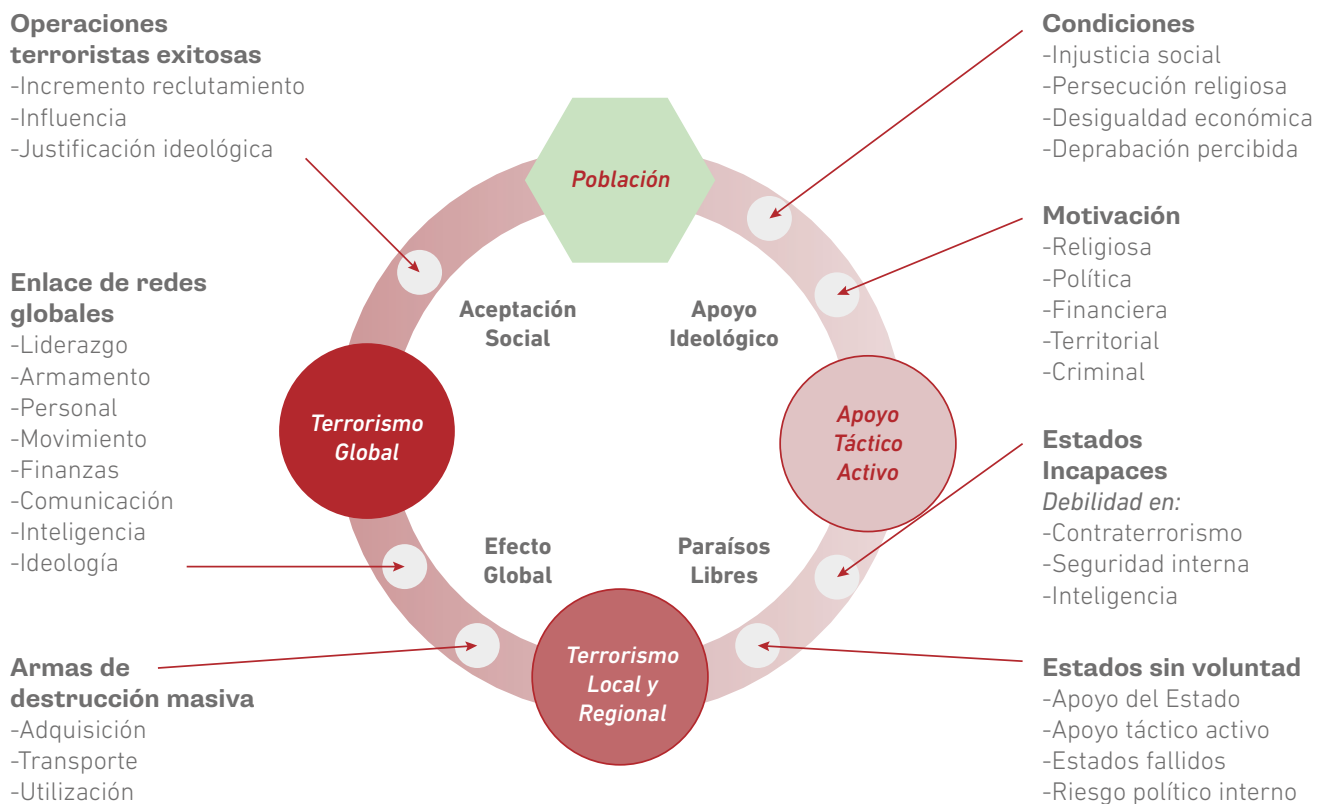 Operaciones
terroristas exitosas
-Incremento reclutamiento
-Influencia
-Justificación ideológica
Enlace de redes
globales
-Liderazgo
-Armamento
-Personal
-Movimiento
-Finanzas
-Comunicación
-Inteligencia
-Ideología
Armas de
destrucción masiva
-Adquisición
-Transporte
-Utilización
Población
Aceptación
Social
Apoyo
Ideológico
Terrorismo
Global
Apoyo
Táctico
Activo
Efecto
Global
Paraísos
Libres
Terrorismo
Local y
Regional
Condiciones
-Injusticia social
-Persecución religiosa
-Desigualdad económica
-Deprabación percibida
Motivación
-Religiosa
-Política
-Financiera
-Territorial
-Criminal
Estados
Incapaces
Debilidad en:
-Contraterrorismo
-Seguridad interna
-Inteligencia
Estados sin voluntad
-Apoyo del Estado
-Apoyo táctico activo
-Estados fallidos
-Riesgo político interno